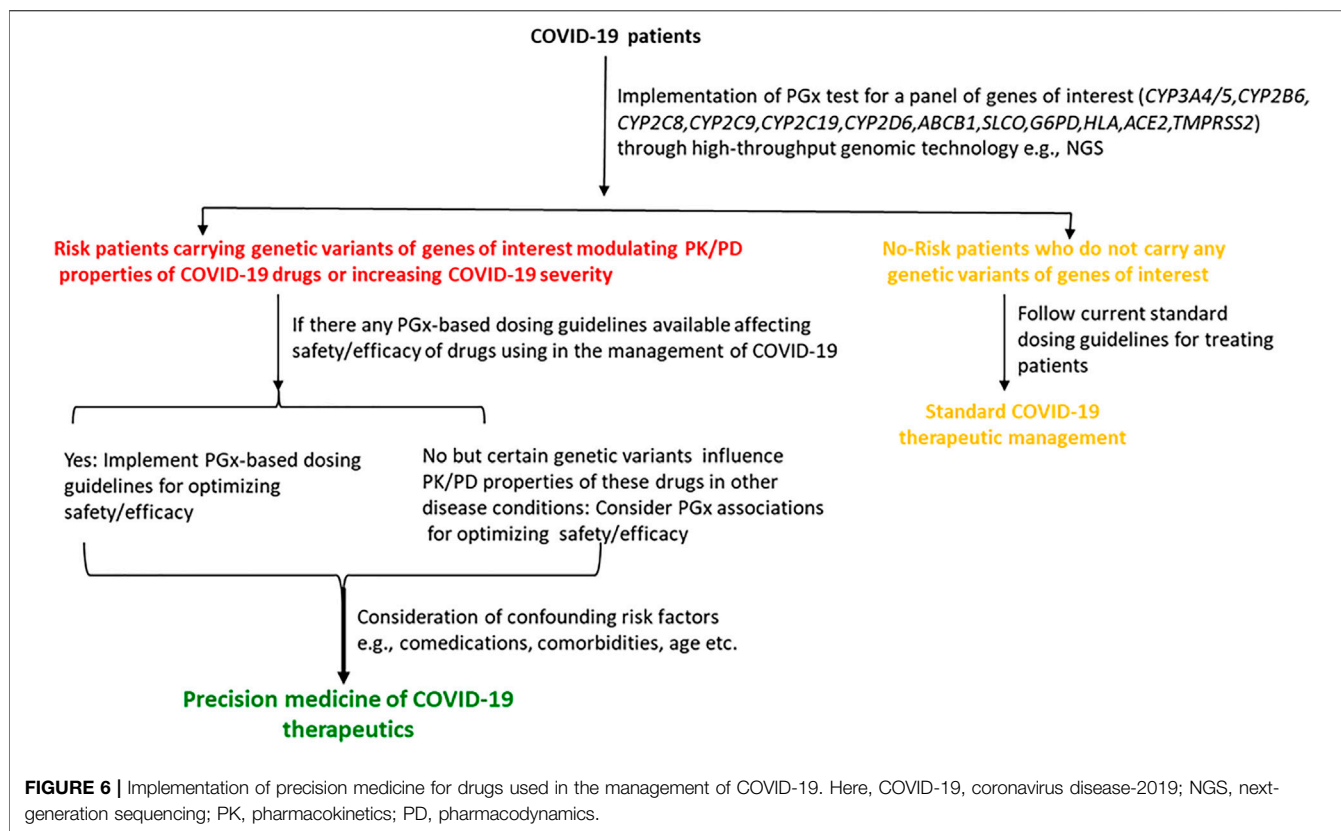 COVID-19 patients
Implementation of PGx test for a panel of genes of interest (CYP3A4/5,CYP2B6,
CYP2C8,CYP2C9,CYP2C19,CYP2D6,ABCB1,SLCO,G6PD,HLA,ACE2,TMPRSS2)
through high-throughput genomic technology e.g., NGS
Risk patients carrying genetic variants of genes of interest modulating PK/PD
properties of COVID-19 drugs or increasing COVID-19 severity
No-Risk patients who do not carry any
genetic variants of genes of interest
If there any PGx-based dosing guidelines available affecting
safety/efficacy of drugs using in the management of COVID-19
Follow current standard
dosing guidelines for treating
patients
Standard COVID-19
therapeutic management
Yes: Implement PGx-based dosing
guidelines for optimizing
safety/efficacy
No but certain genetic variants influence
PK/PD properties of these drugs in other
disease conditions: Consider PGx associations
for optimizing safety/efficacy
Consideration of confounding risk factors
e.g., comedications, comorbidities, age etc.
Precision medicine of COVID-19
therapeutics
FIGURE 6 | Implementation of precision medicine for drugs used in the management of COVID-19. Here, COVID-19, coronavirus disease-2019; NGS, next-
generation sequencing; PK, pharmacokinetics; PD, pharmacodynamics.